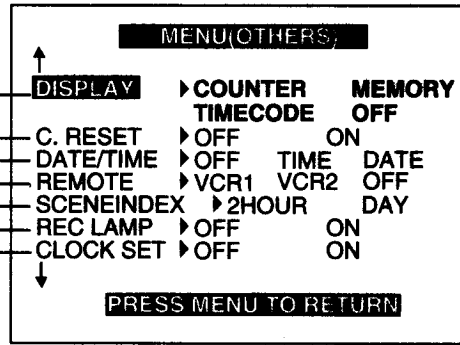 MENU(OTHERS)
DISPLAY COUNTER MEMORY
TIMECODE OFF
C. RESET OFF ON
DATE/TIME OFF TIME DATE
REMOTE VCR1 VCR2 OFF
SCENEINDEX 2HOUR DAY
REC LAMP OFF ON
CLOCK SET OFF ON
PRESS MENU TO RETURN